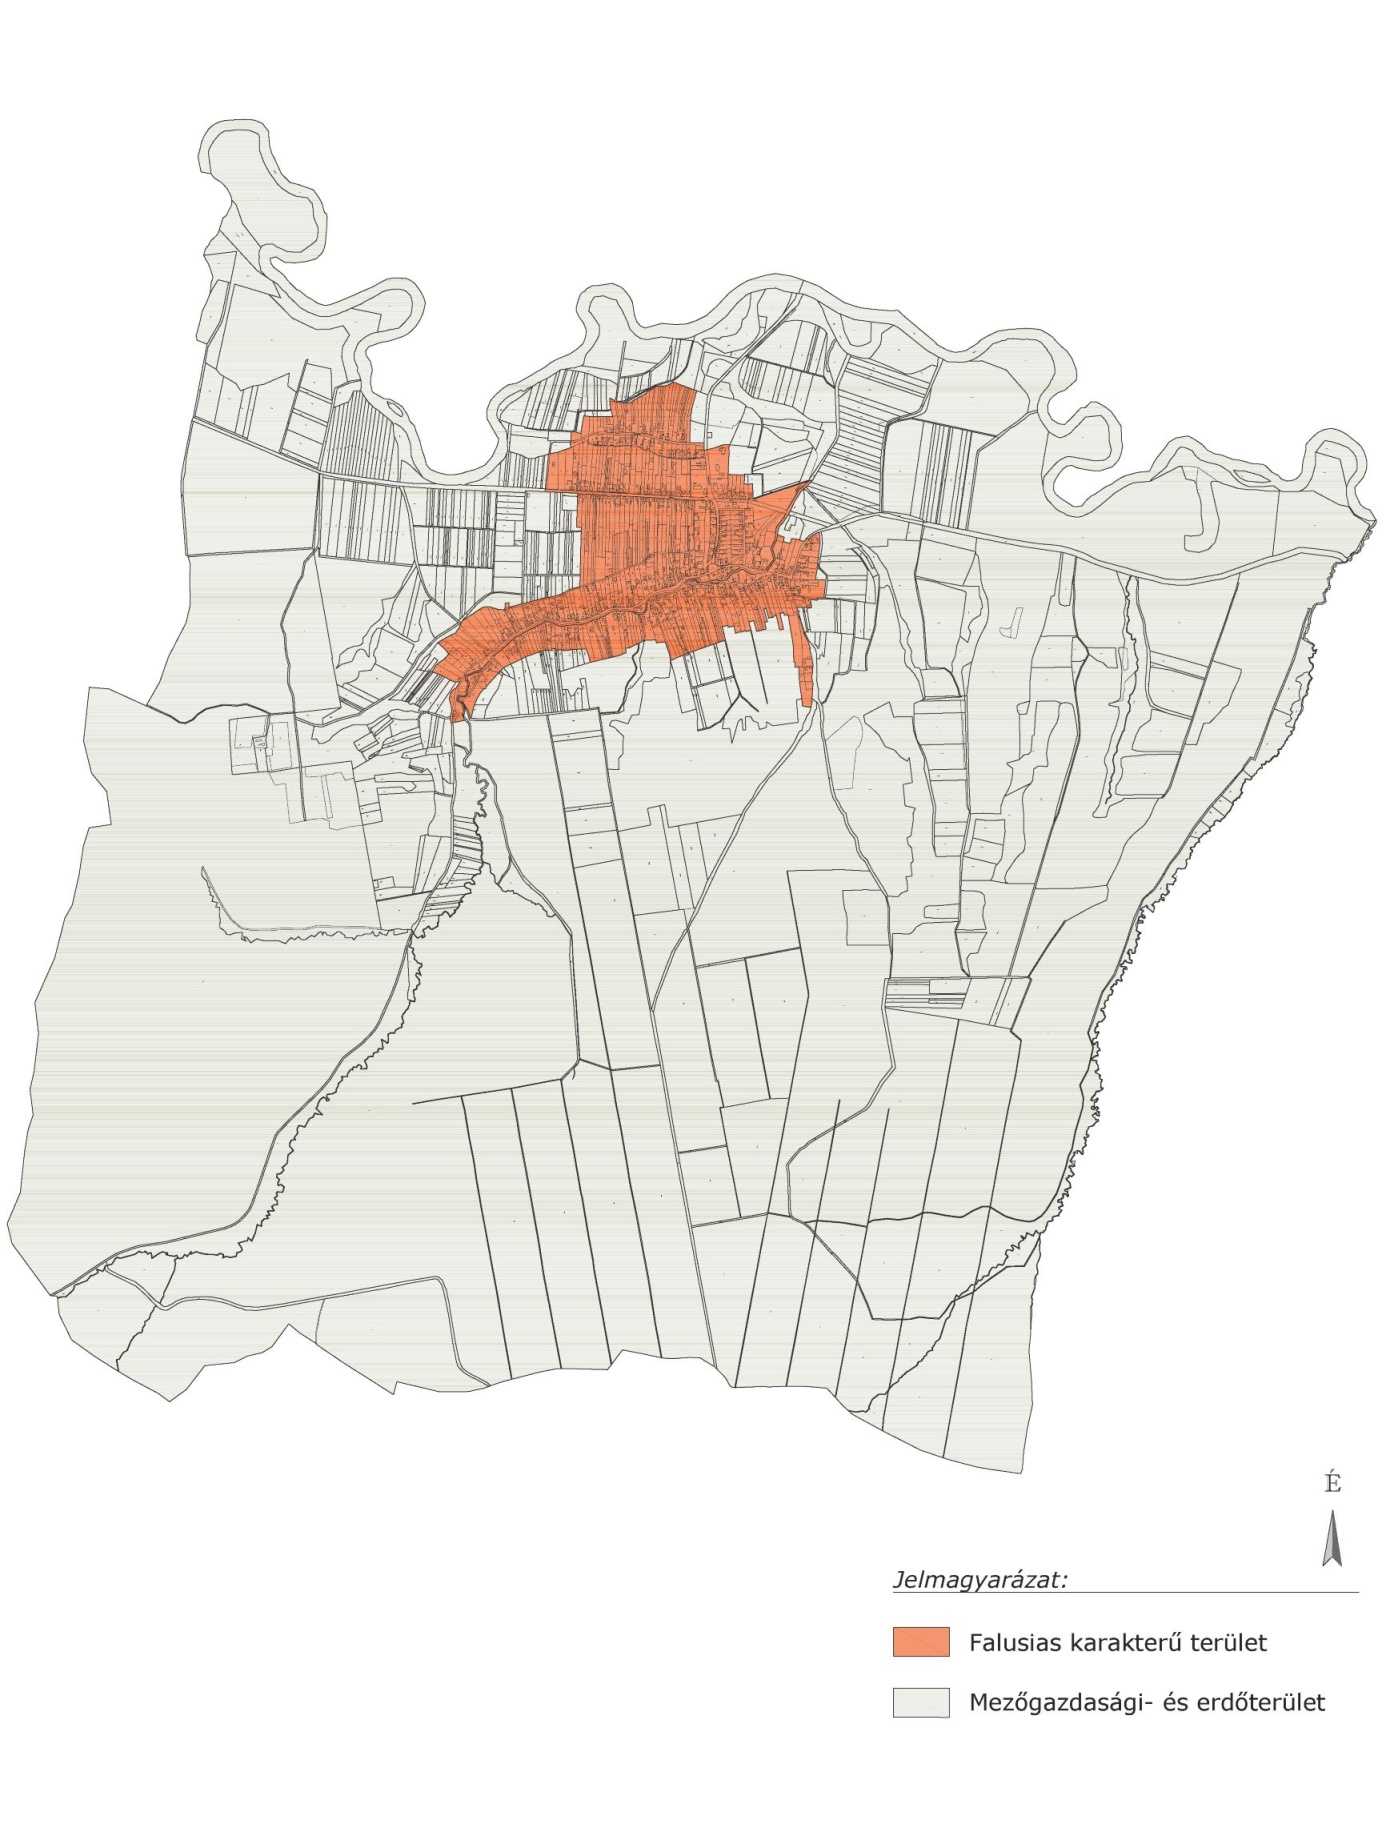 É
Jelmagyarázat:
Falusias karakterű terület
Mezőgazdasági- és erdőterület